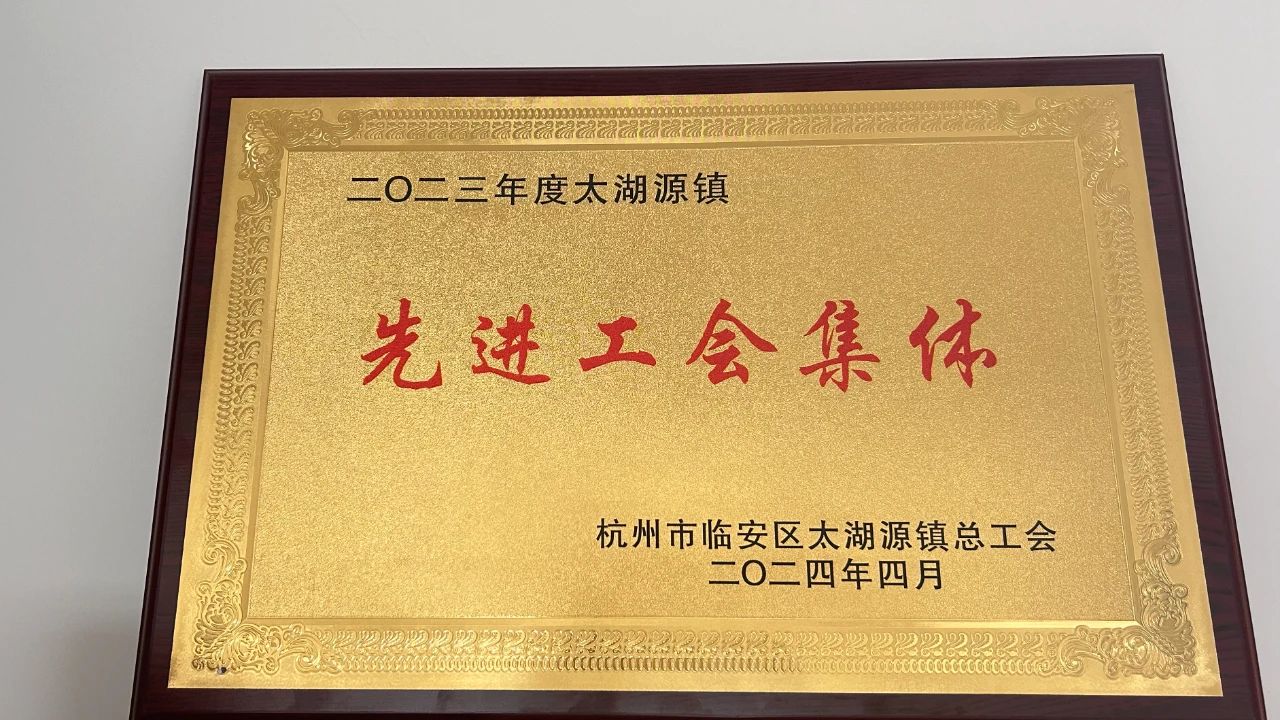 二〇二三年度太湖源镇
先进工会集体
杭州市临安区太湖源镇总工会
二〇二四年四月